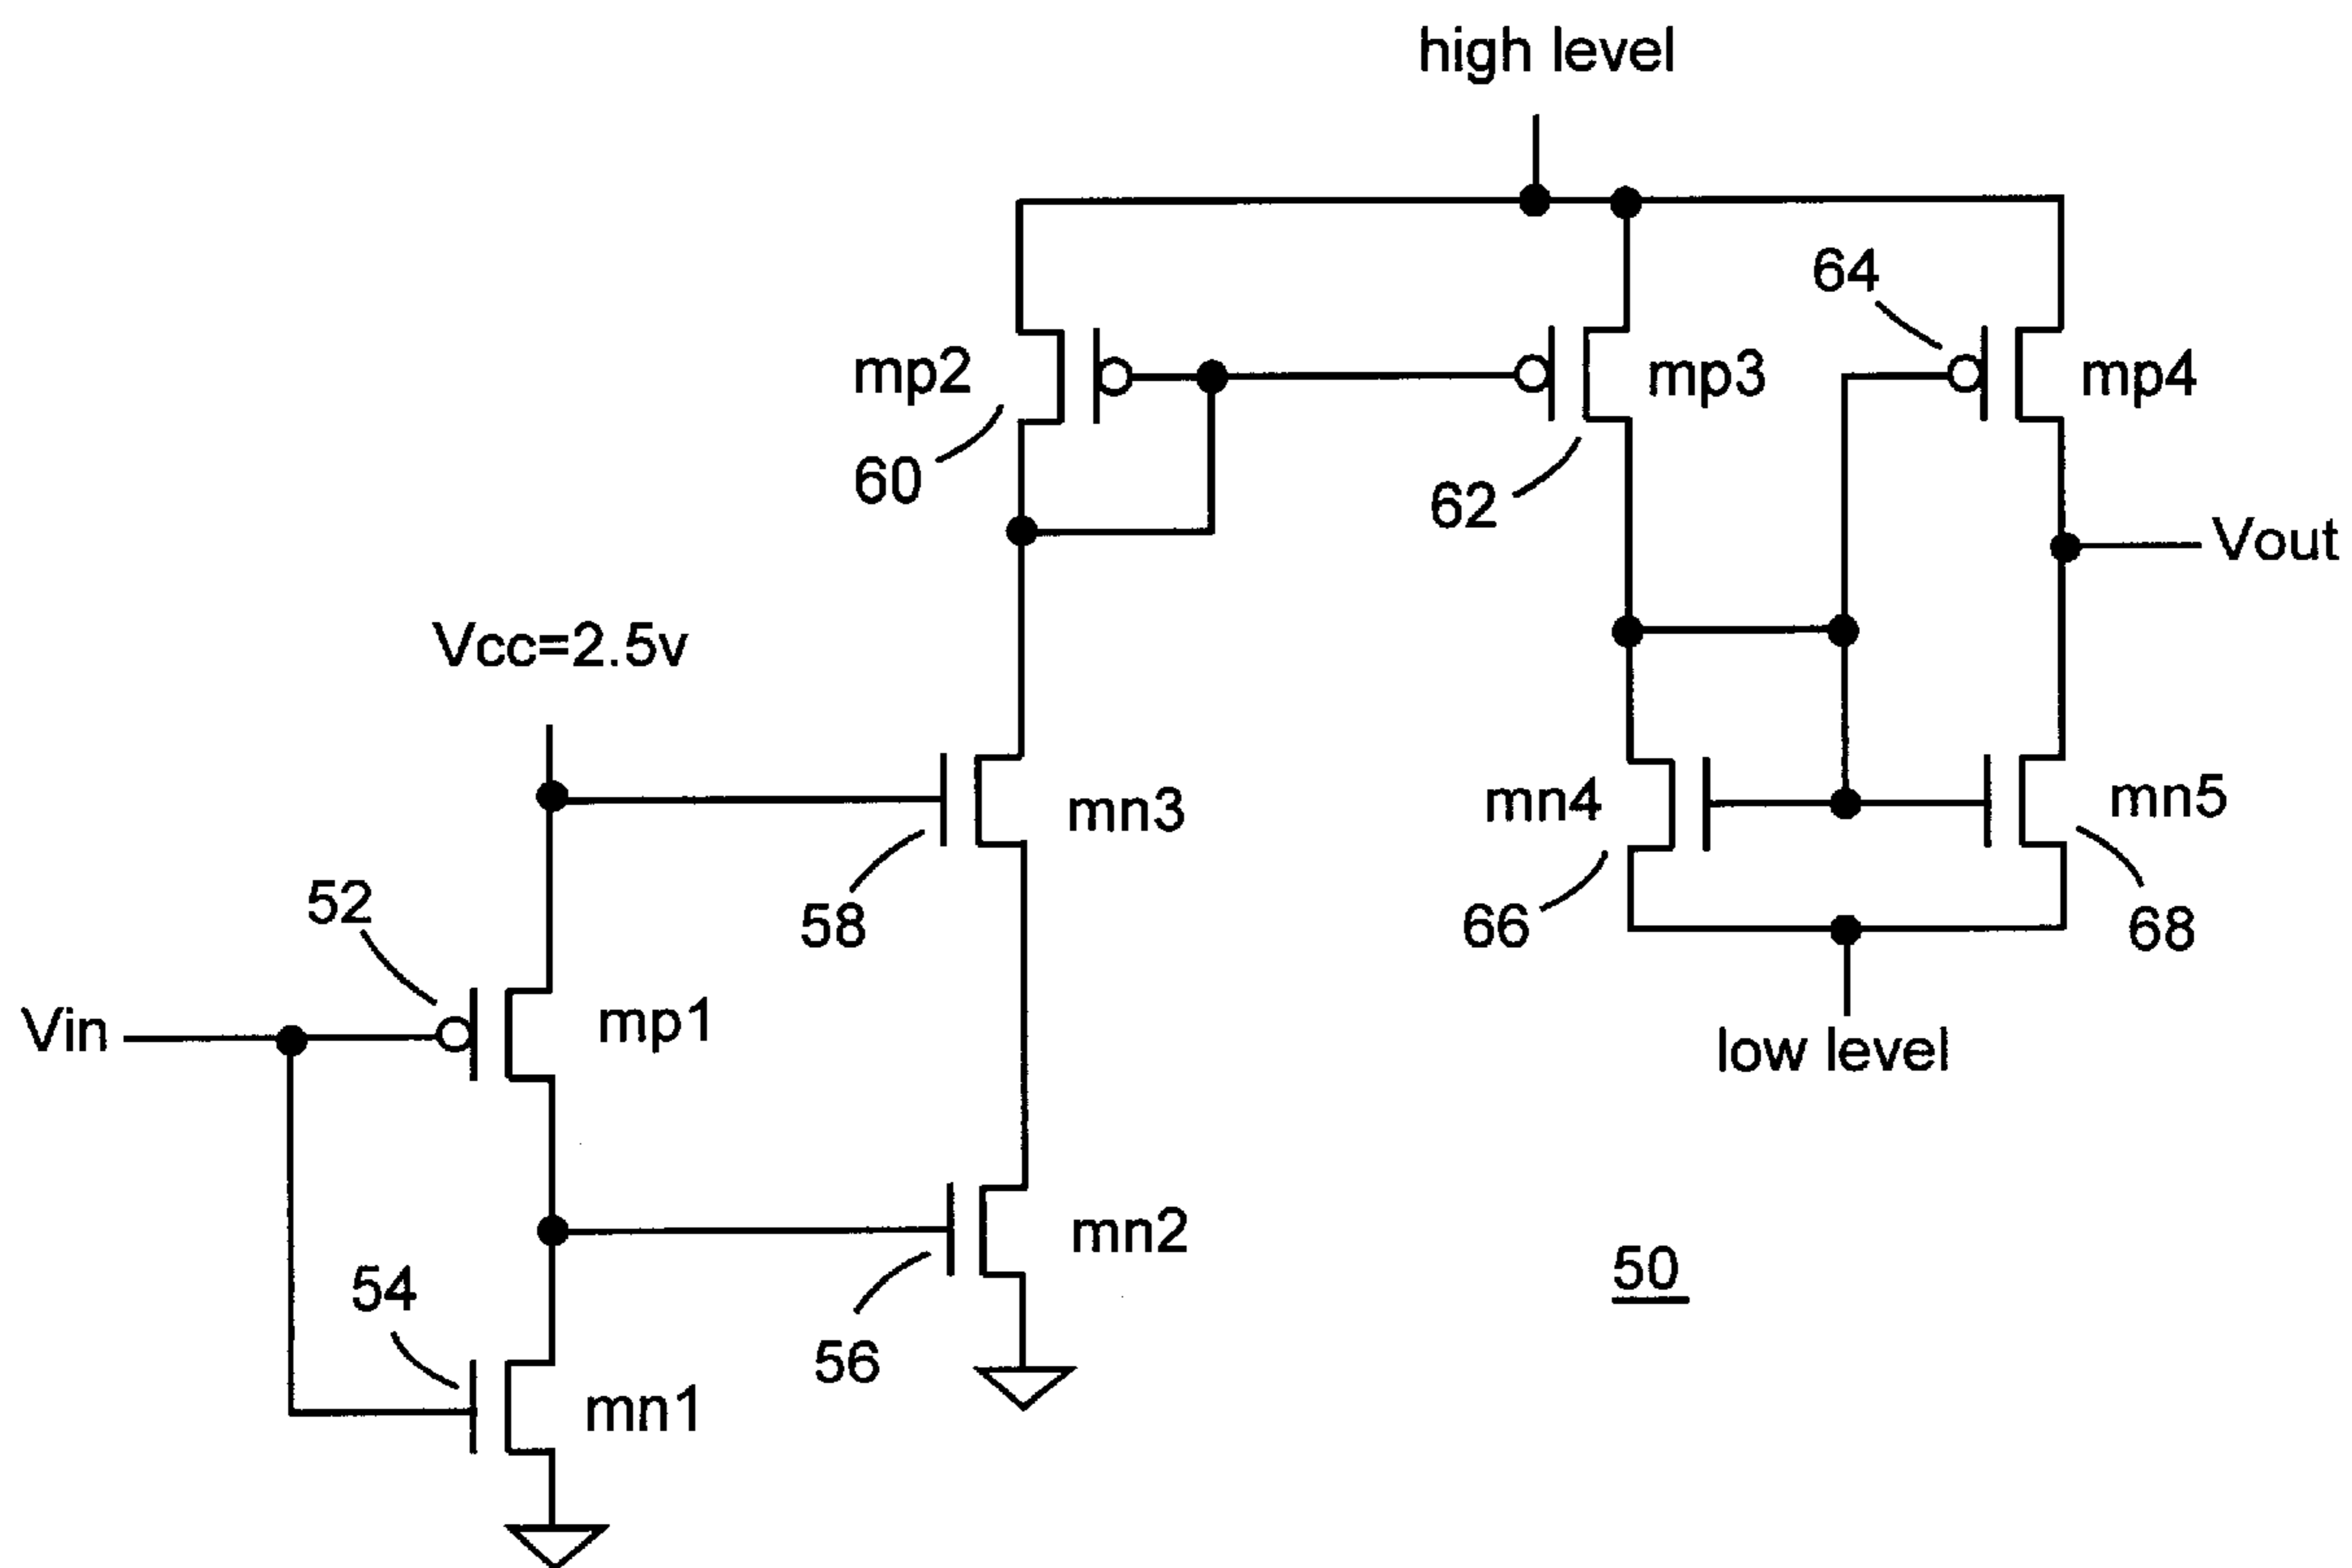 high level
64
mp2
mp3
mp4
60
62
Vout
Vcc=2.5v
mn3
mn4
mn5
52
58
66
68
Vin
mp1
low level
mn2
50
54
56
mn1